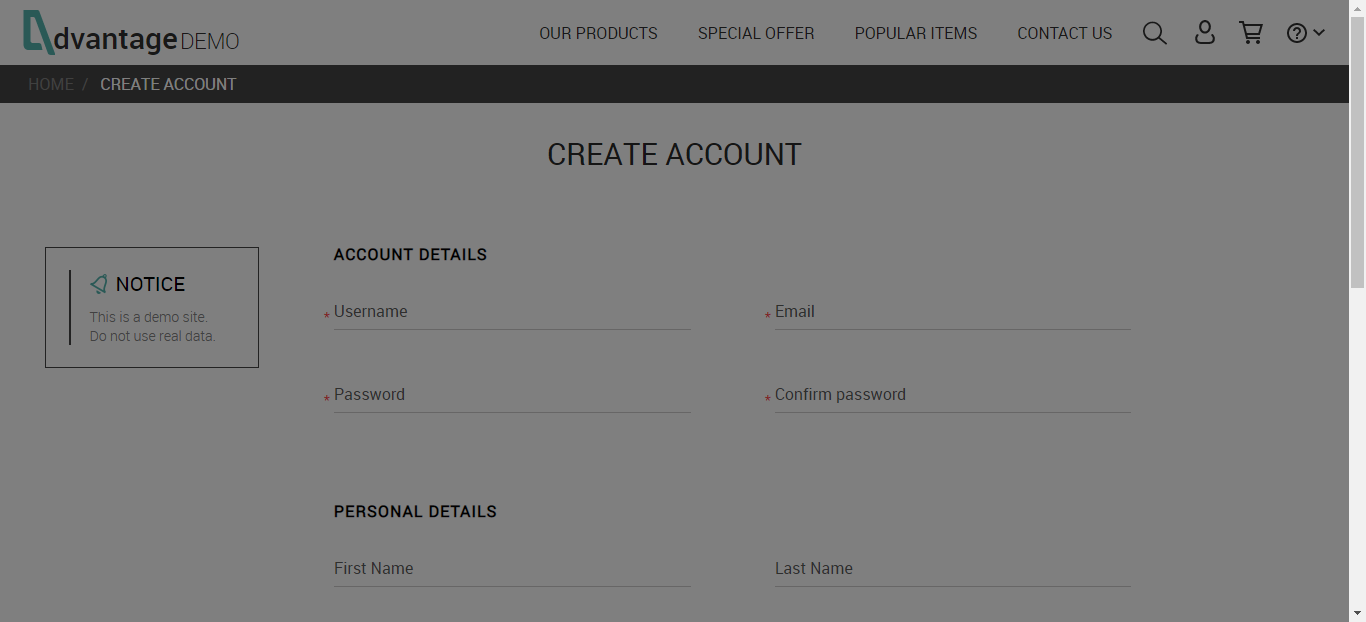 dvantage DEMO
OUR PRODUCTS SPECIAL OFFER POPULAR ITEMS CONTACT US
HOME / CREATE ACCOUNT
CREATE ACCOUNT
NOTICE
This is a demo site.
Do not use real data.
ACCOUNT DETAILS
* Username
* Email
* Password
* Confirm password
PERSONAL DETAILS
First Name
Last Name